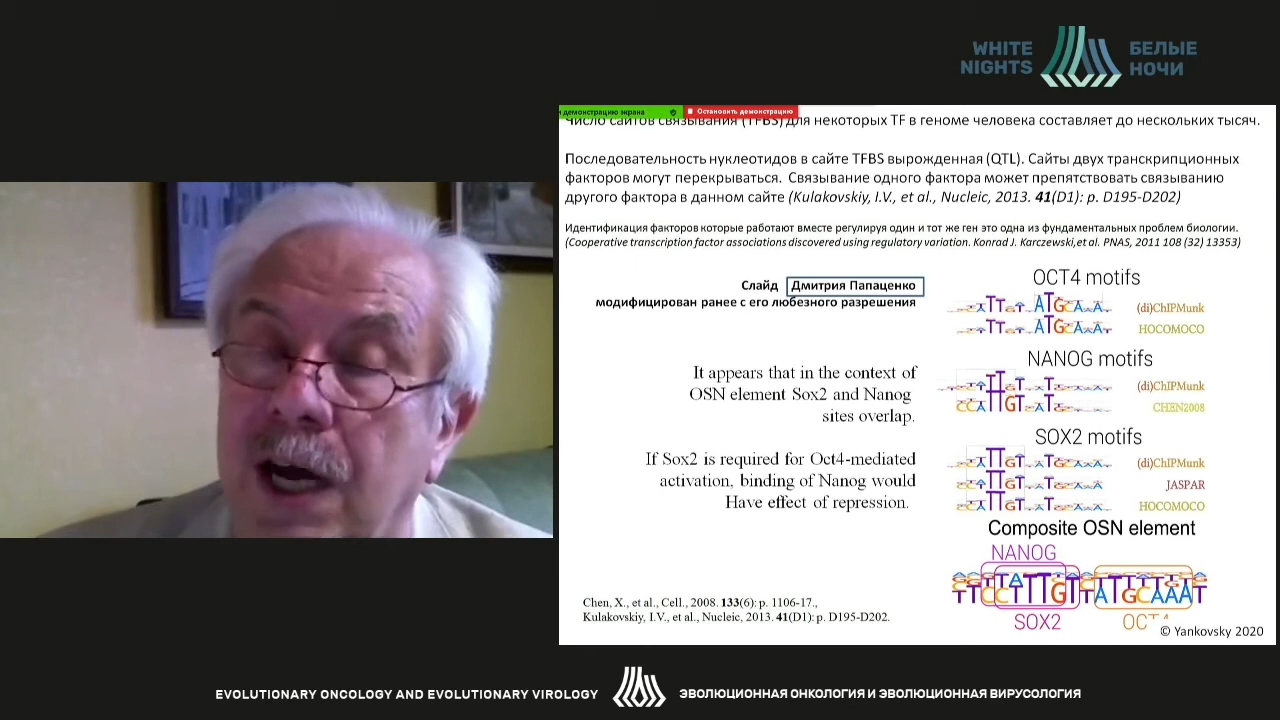 WHITE
NIGHTS
БЕЛЫЕ
НОЧИ
демонстрацию экрана
Остановить демонстрацию
Число сайтов связывания (TFBS) для некоторых TF в геноме человека составляет до нескольких тысяч.
Последовательность нуклеотидов в сайте TFBS вырожденная (QTL). Сайты двух транскрипционных
факторов могут перекрываться. Связывание одного фактора может препятствовать связыванию
другого фактора в данном сайте (Kulakovskiy, I.V., et al., Nucleic, 2013. 41(D1): p. D195-D202)
Идентификация факторов которые работают вместе регулируя один и тот же ген это одна из фундаментальных проблем биологии.
(Cooperative transcription factor associations discovered using regulatory variation. Konrad J. Karczewski,et al. PNAS, 2011 108 (32) 13353)
Слайд Дмитрия Папаценко
модифицирован ранее с его любезного разрешения
OCT4 motifs
(di)ChIPMunk
HOCOMOCO
It appears that in the context of
OSN element Sox2 and Nanog
sites overlap.
NANOG motifs
(di)ChIPMunk
CHEN2008
If Sox2 is required for Oct4-mediated
activation, binding of Nanog would
Have effect of repression.
SOX2 motifs
(di)ChIPMunk
JASPAR
HOCOMOCO
Composite OSN element
NANOG
SOX2
Chen, X., et al., Cell., 2008. 133(6): p. 1106-17.,
Kulakovskiy, I.V., et al., Nucleic, 2013. 41(D1): p. D195-D202.
© Yankovsky 2020
EVOLUTIONARY ONCOLOGY AND EVOLUTIONARY VIROLOGY
ЭВОЛЮЦИОННАЯ ОНКОЛОГИЯ И ЭВОЛЮЦИОННАЯ ВИРУСОЛОГИЯ